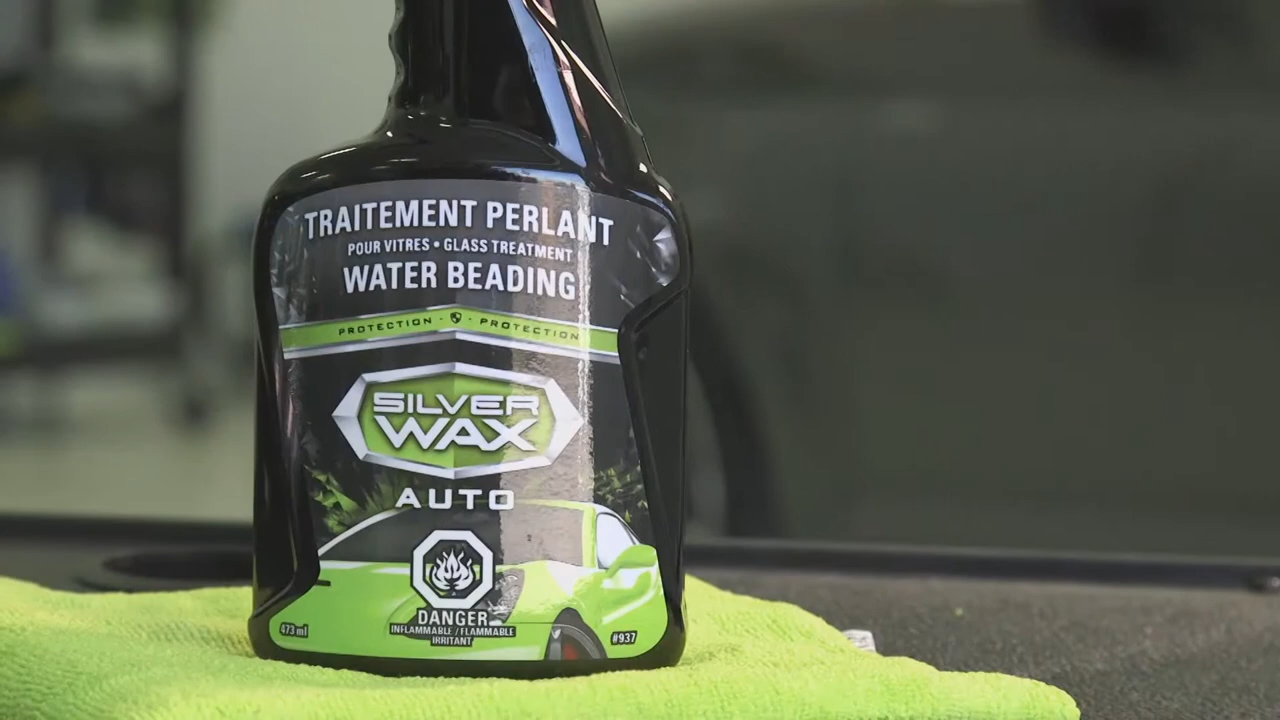 TRAITEMENT PERLANT
POUR VITRES • GLASS TREATMENT
WATER BEADING
PROTECTION - PROTECTION
SILVER
WAX
AUTO
DANGER
INFLAMMABLE / FLAMMABLE
IRRITANT
473 ml
#937